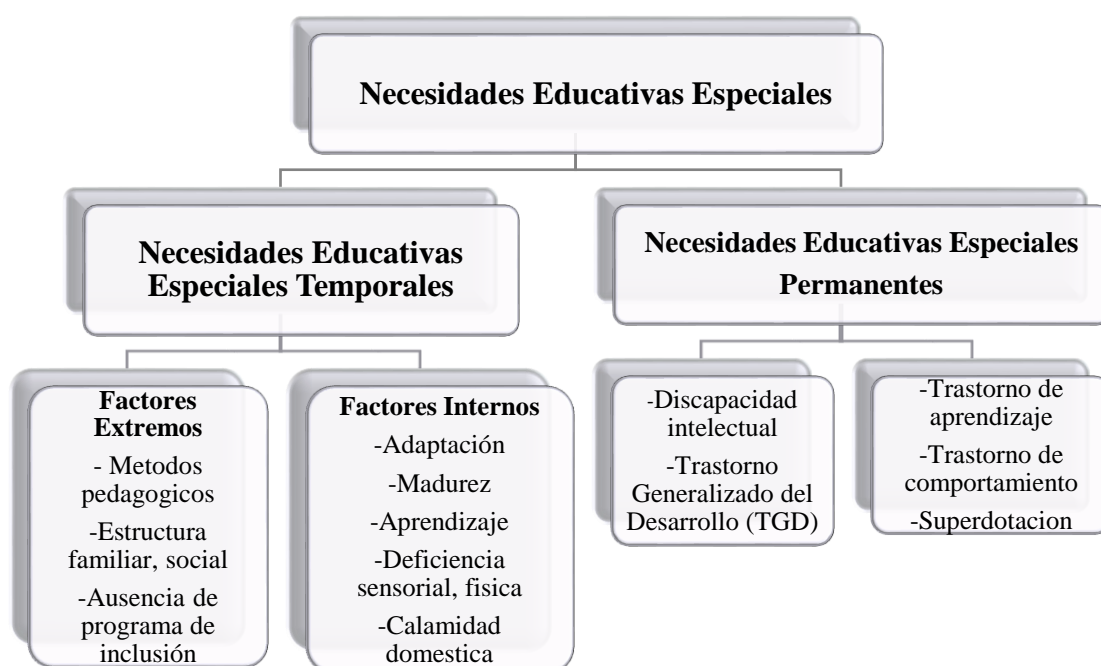 Necesidades Educativas Especiales
Necesidades Educativas
Especiales Temporales
Necesidades Educativas Especiales
Permanentes
Factores
Extremos
- Metodos
pedagogicos
-Estructura
familiar, social
-Ausencia de
programa de
inclusión
Factores Internos
-Adaptación
-Madurez
-Aprendizaje
-Deficiencia
sensorial, fisica
-Calamidad
domestica
-Discapacidad
intelectual
-Trastorno
Generalizado del
Desarrollo (TGD)
-Trastorno de
aprendizaje
-Trastorno de
comportamiento
-Superdotacion